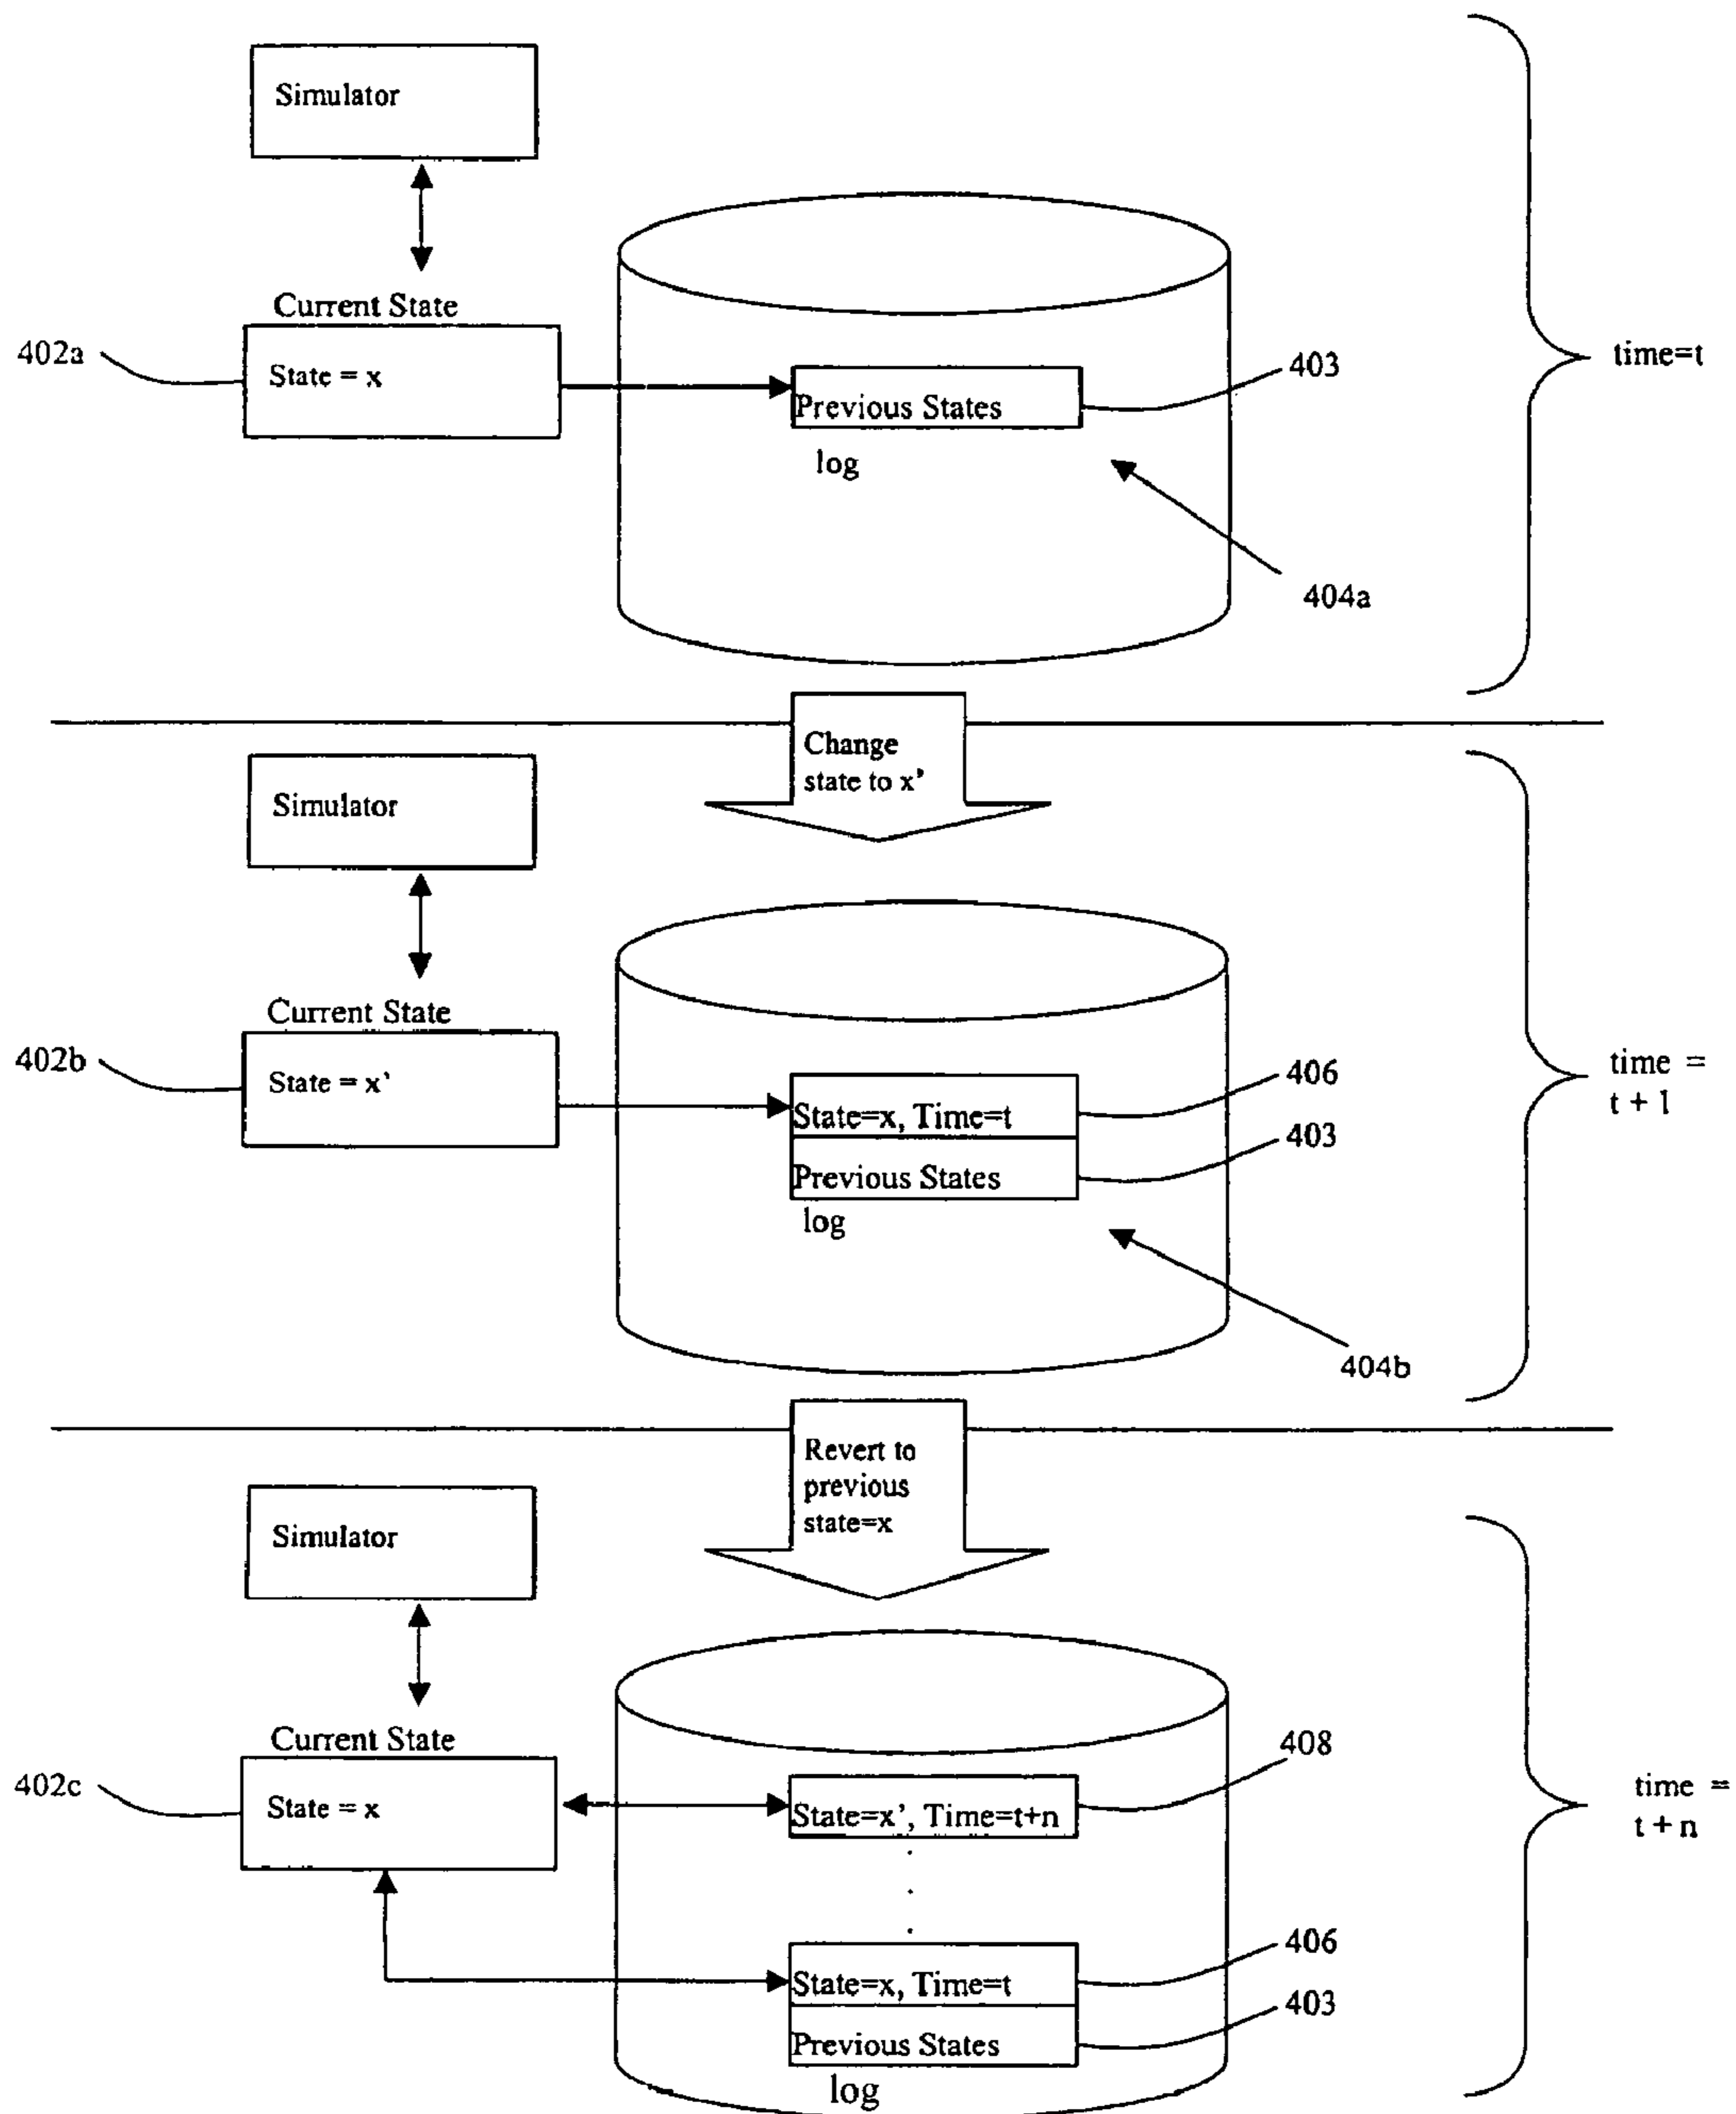 Simulator
Current State
402a
State = x
Previous States
403
log
404a
time=t
Change
state to x’
Simulator
Current State
402b
State = x’
State=x, Time=t
406
Previous States
403
log
404b
time =
t + 1
Revert to
previous
state=x
Simulator
Current State
402c
State = x
State=x’, Time=t+n
408
.
.
.
State=x, Time=t
406
Previous States
403
log
time =
t + n